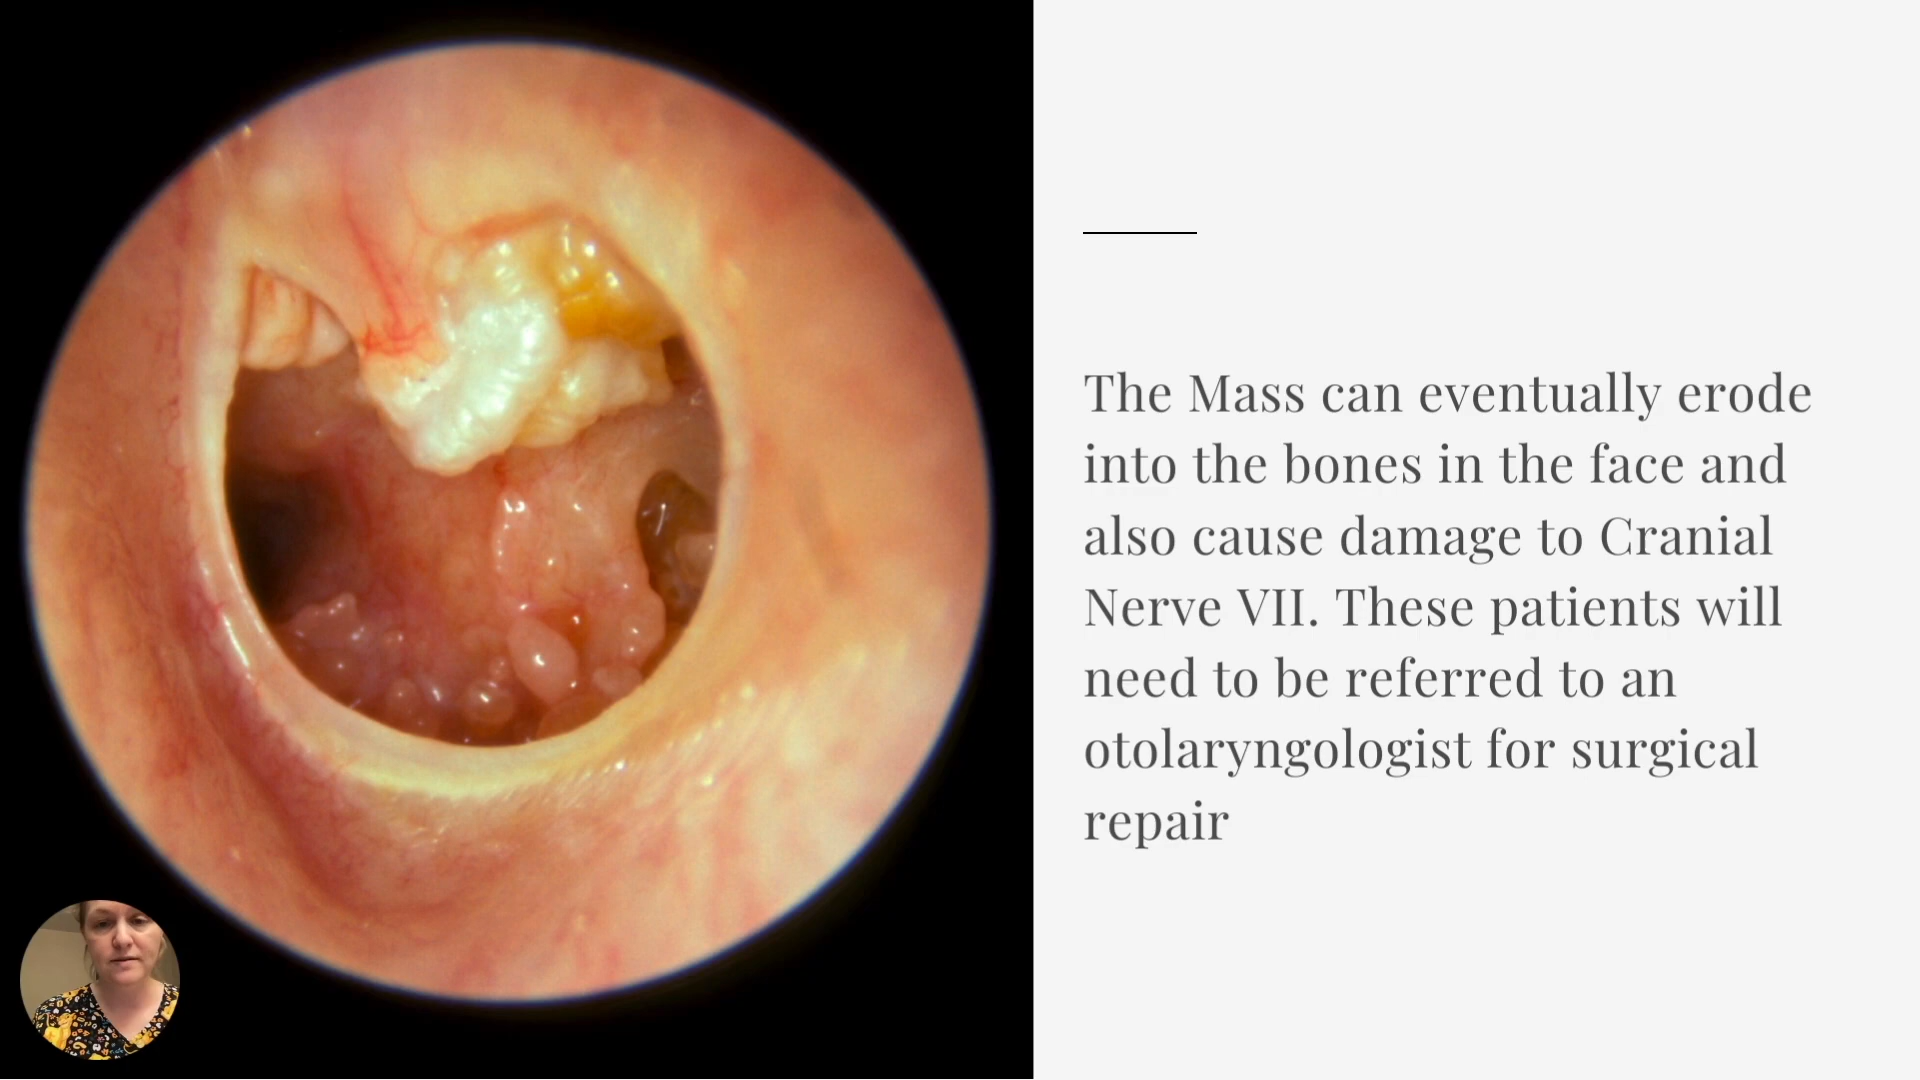 The Mass can eventually erode
into the bones in the face and
also cause damage to Cranial
Nerve VII. These patients will
need to be referred to an
otolaryngologist for surgical
repair